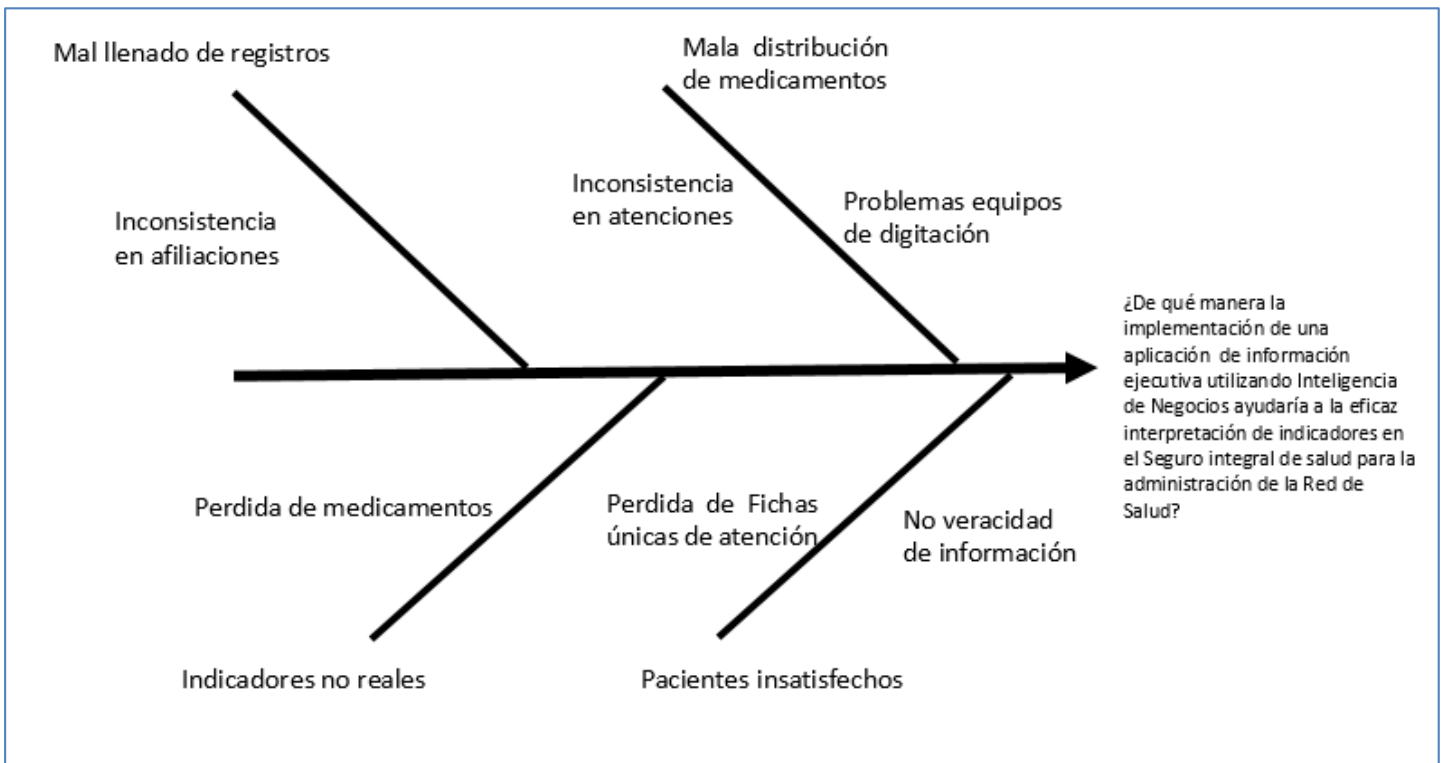 Mal llenado de registros
Mala distribución
de medicamentos
Inconsistencia
en afiliaciones
Inconsistencia
en atenciones
Problemas equipos
de digitación
¿De qué manera la
implementación de una
aplicación de información
ejecutiva utilizando Inteligencia
de Negocios ayudaría a la eficaz
interpretación de indicadores en
el Seguro integral de salud para la
administración de la Red de
Salud?
Perdida de medicamentos
Perdida de Fichas
únicas de atención
No veracidad
de información
Indicadores no reales
Pacientes insatisfechos